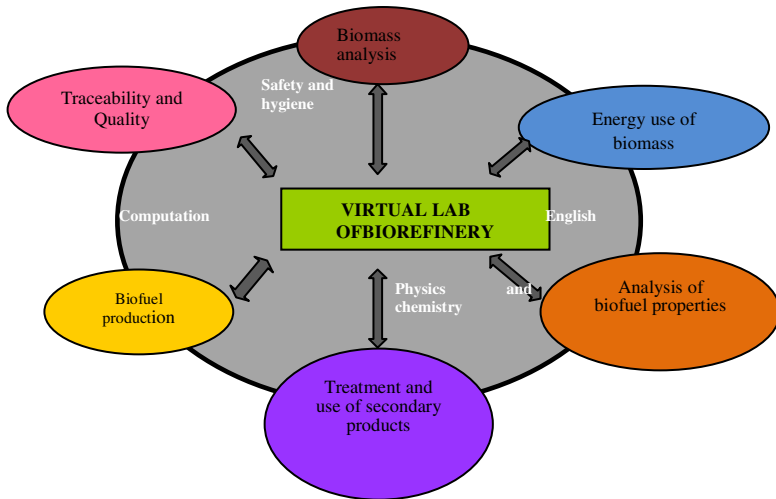 Biomass
analysis
Safety and
hygiene
Traceability and
Quality
Energy use of
biomass
Computation
VIRTUAL LAB
OFBIOREFINERY
English
Biofuel
production
Physics and
chemistry
Analysis of
biofuel properties
Treatment and
use of secondary
products